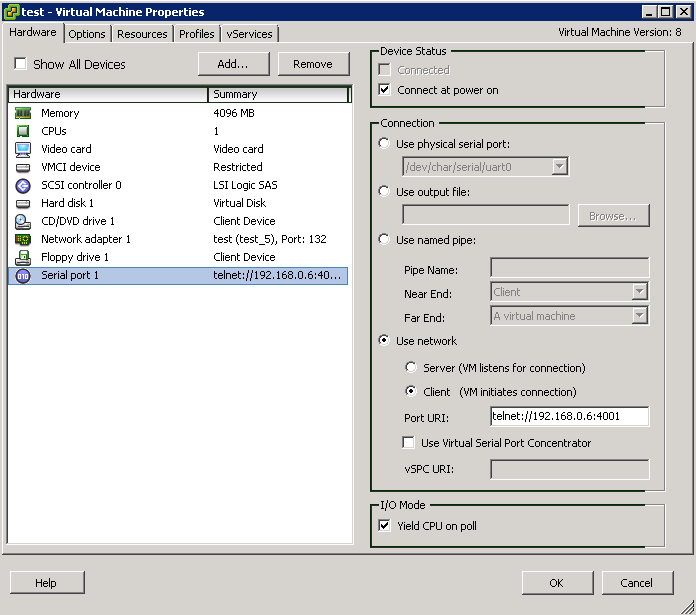 test - Virtual Machine Properties
Hardware Options Resources Profiles vServices Virtual Machine Version: 8
Show All Devices Add... Remove
Hardware Summary
Memory 4096 MB
CPUs 1
Video card Video card
VMCI device Restricted
SCSI controller 0 LSI Logic SAS
Hard disk 1 Virtual Disk
CD/DVD drive 1 Client Device
Network adapter 1 test (test_5), Port: 132
Floppy drive 1 Client Device
010 Serial port 1 telnet://192.168.0.6:40...
Device Status
Connected
Connect at power on
Connection
Use physical serial port:
/dev/char/serial/uart0
Use output file:
Browse...
Use named pipe:
Pipe Name:
Near End: Client
Far End: A virtual machine
Use network
Server (VM listens for connection)
Client (VM initiates connection)
Port URI: telnet://192.168.0.6:4001
Use Virtual Serial Port Concentrator
vSPC URI:
I/O Mode
Yield CPU on poll
Help OK Cancel